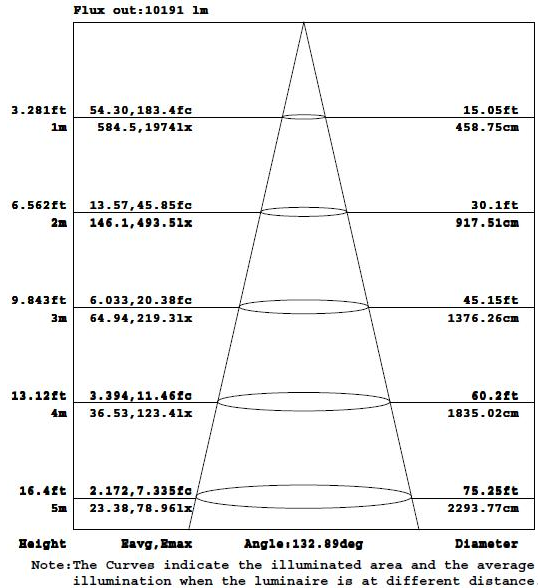 Flux out:10191 lm
3.281ft 54.30,183.4fc 15.05ft
1m 584.5,1974lx 458.75cm
6.562ft 13.57,45.85fc 30.1ft
2m 146.1,493.5lx 917.51cm
9.843ft 6.033,20.38fc 45.15ft
3m 64.94,219.3lx 1376.26cm
13.12ft 3.394,11.46fc 60.2ft
4m 36.53,123.4lx 1835.02cm
16.4ft 2.172,7.335fc 75.25ft
5m 23.38,78.96lx 2293.77cm
Height Eavg,Emax Angle:132.89deg Diameter
Note:The Curves indicate the illuminated area and the average
illumination when the luminaire is at different distance